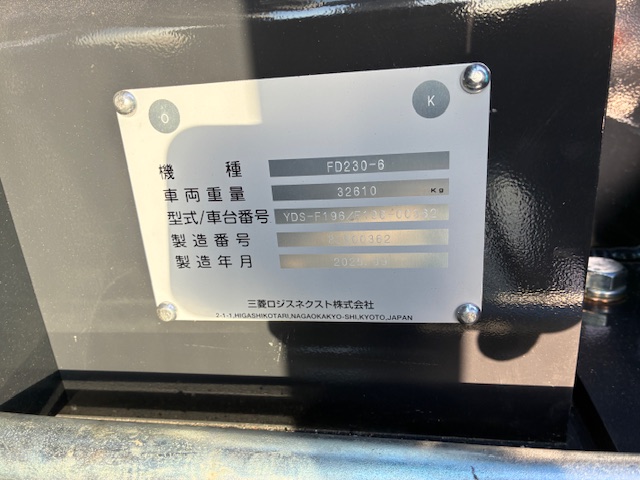 O K
機種 FD230-6
車両重量 32610 Kg
型式/車台番号 YDS-F196/
製造番号
製造年月
三菱ロジスネクスト株式会社
2-1-1,HIGASHIKOTARI,NAGAOKAKYO-SHI,KYOTO,JAPAN